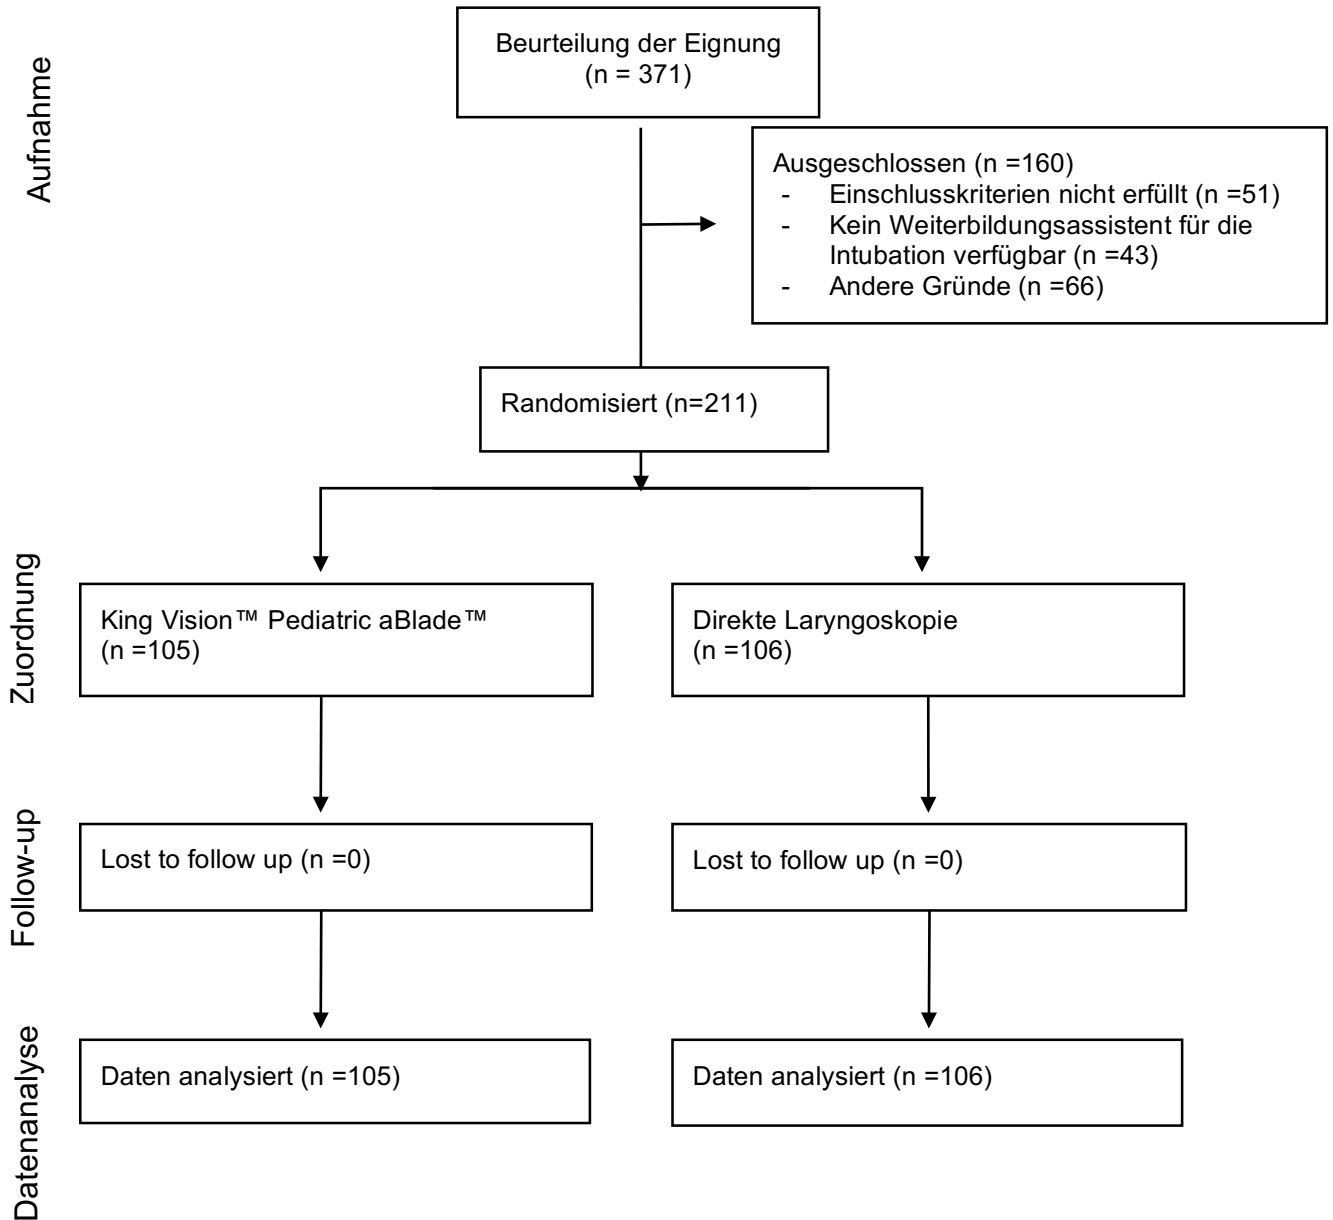 Aufnahme
Beurteilung der Eignung
(n = 371)
Ausgeschlossen (n =160)
- Einschlusskriterien nicht erfüllt (n =51)
- Kein Weiterbildungsassistent für die
Intubation verfügbar (n =43)
- Andere Gründe (n =66)
Randomisiert (n=211)
Zuordnung
King Vision™ Pediatric aBlade™
(n =105)
Direkte Laryngoskopie
(n =106)
Follow-up
Lost to follow up (n =0)
Lost to follow up (n =0)
Datenanalyse
Daten analysiert (n =105)
Daten analysiert (n =106)